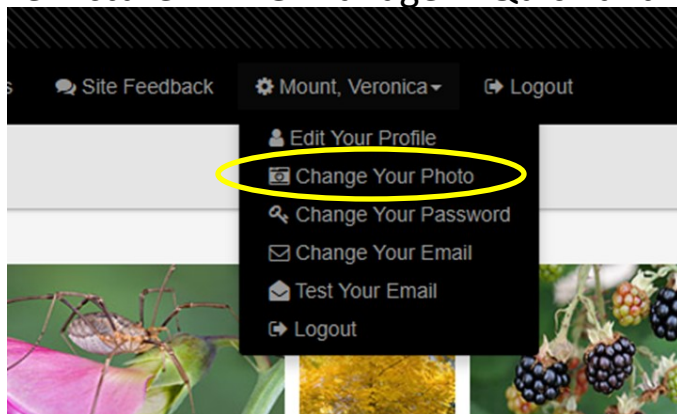 s Site Feedback Mount, Veronica Logout
Edit Your Profile
Change Your Photo
Change Your Password
Change Your Email
Test Your Email
Logout